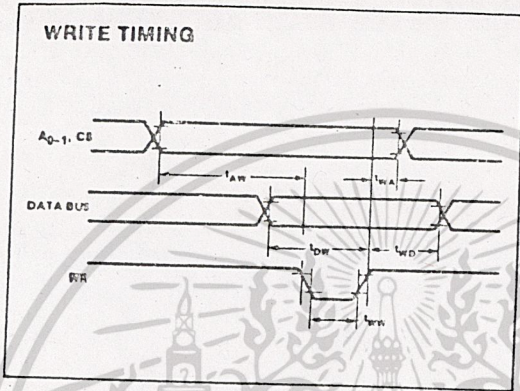 WRITE TIMING
A0-1, CS
tAW
tWA
DATA BUS
tDW
tWD
WR
tWW